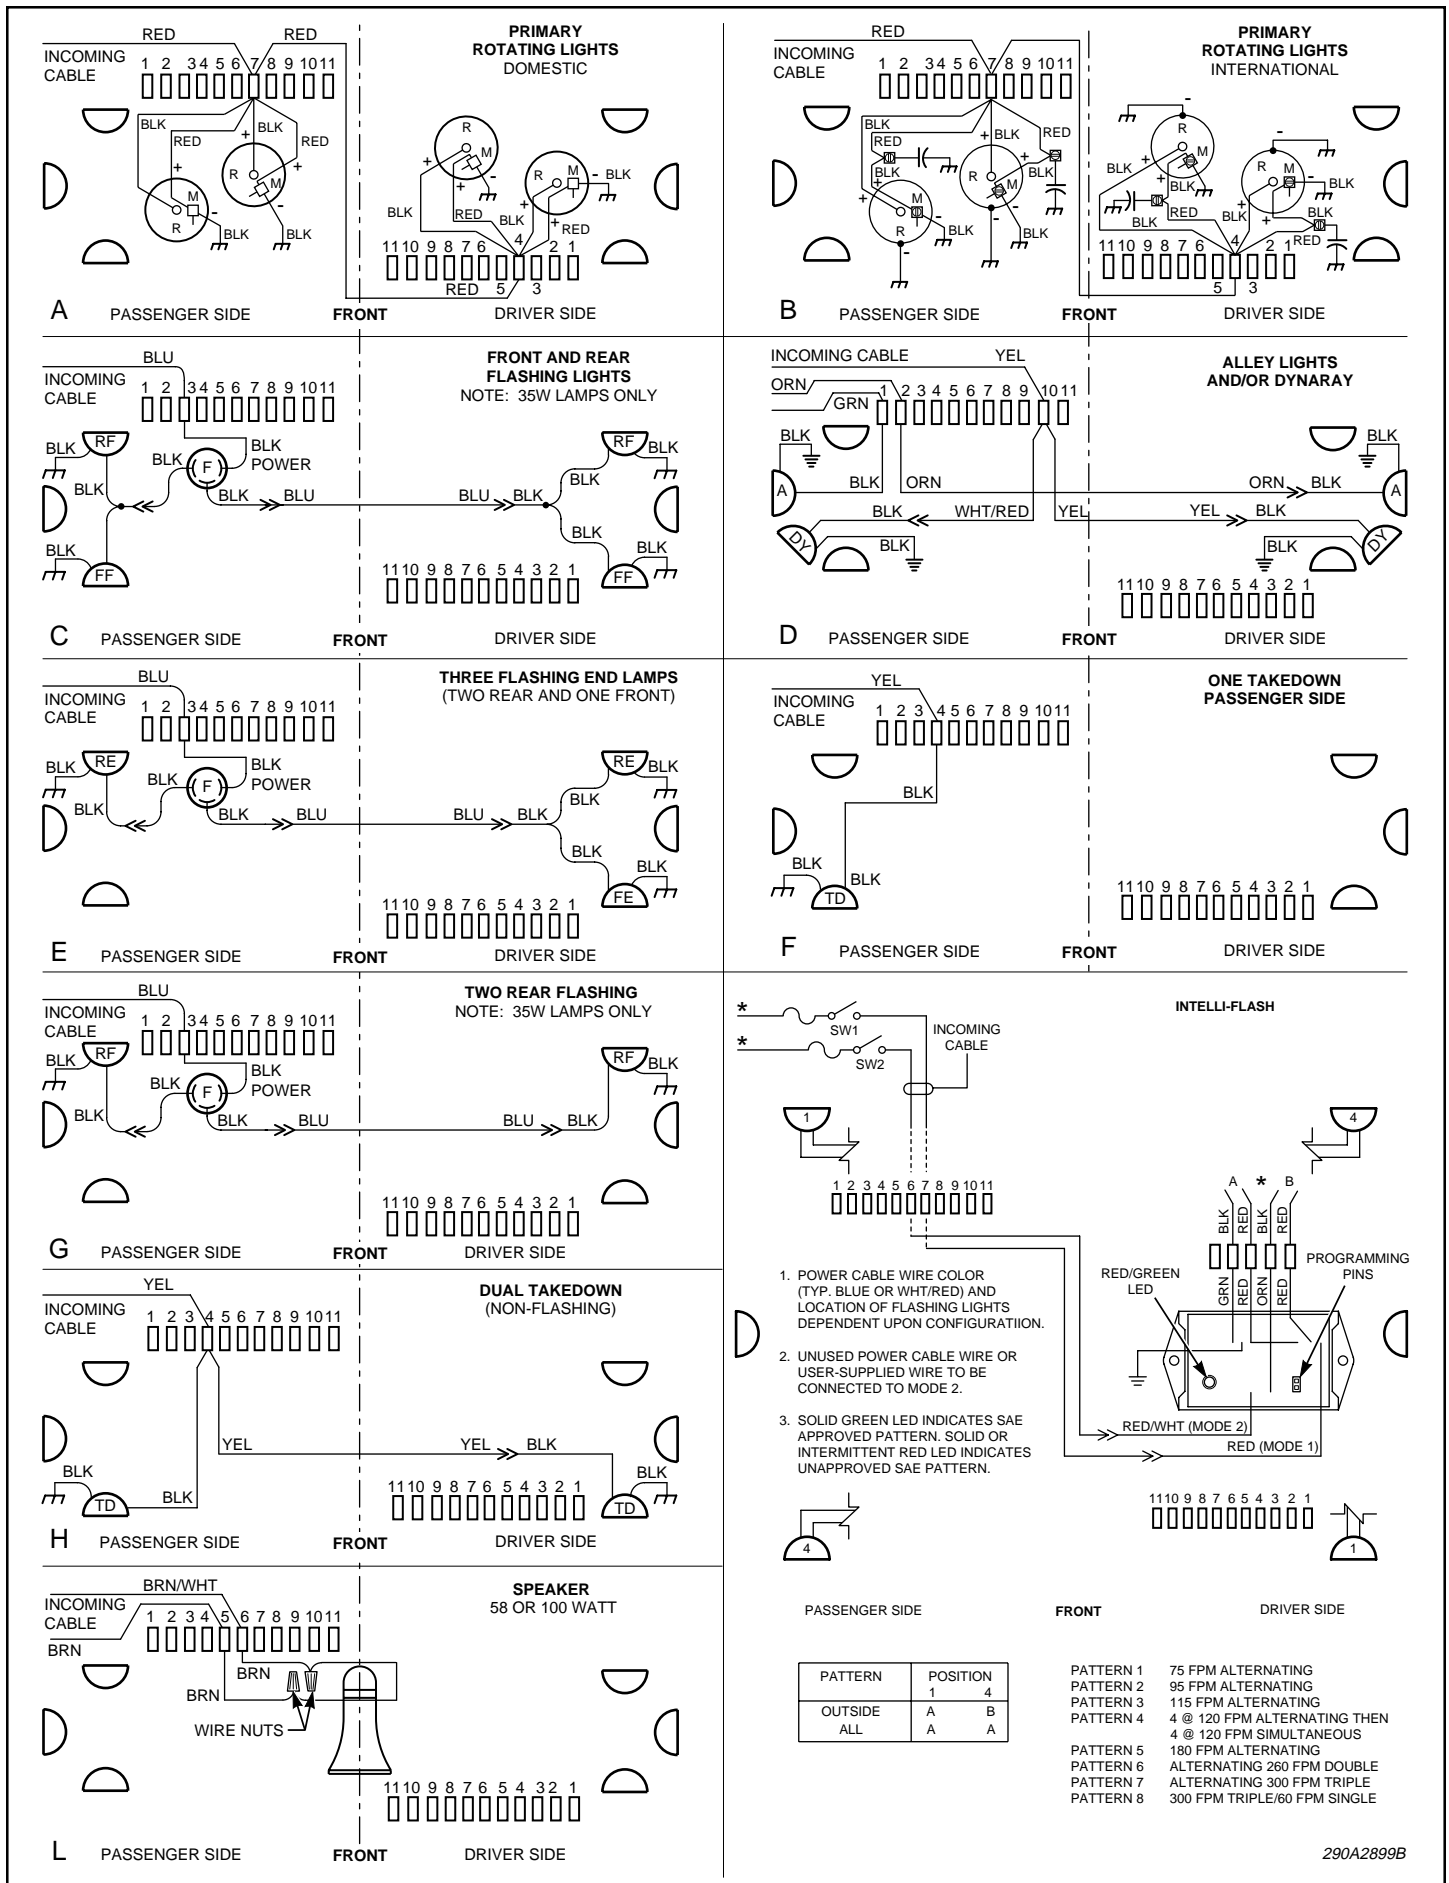 RED RED
INCOMING CABLE
1 2 3 4 5 6 7 8 9 10 11
PRIMARY
ROTATING LIGHTS
DOMESTIC
BLK
RED
+
+
BLK
+
RED
+
R
M
-
BLK
R
M
-
BLK
R
M
+
+
-
BLK
RED
BLK
R
M
- BLK
+
+
RED
11 10 9 8 7 6 4 2 1
RED 5 3
A PASSENGER SIDE FRONT DRIVER SIDE
RED
INCOMING CABLE
1 2 3 4 5 6 7 8 9 10 11
PRIMARY
ROTATING LIGHTS
INTERNATIONAL
BLK
RED
BLK
+
+
BLK
+
RED
+
BLK
R
M
-
BLK
-
R
M
-
BLK
-
-
R
M
BLK
+
+
BLK
-
RED
BLK
-
R
M
- BLK
+
+
BLK
RED
11 10 9 8 7 6 4 2 1
5 3
B PASSENGER SIDE FRONT DRIVER SIDE
BLU
INCOMING
CABLE
1 2 3 4 5 6 7 8 9 10 11
FRONT AND REAR
FLASHING LIGHTS
NOTE: 35W LAMPS ONLY
BLK RF BLK F BLK
POWER
BLK
BLK BLU BLU BLK
RF BLK
BLK
BLK
BLK FF
BLK
FF
11 10 9 8 7 6 5 4 3 2 1
C PASSENGER SIDE FRONT DRIVER SIDE
INCOMING CABLE YEL
ORN
GRN
1 2 3 4 5 6 7 8 9 10 11
ALLEY LIGHTS
AND/OR DYNARAY
BLK BLK
A BLK ORN ORN BLK A
BLK WHT/RED YEL YEL BLK
DY BLK BLK DY
11 10 9 8 7 6 5 4 3 2 1
D PASSENGER SIDE FRONT DRIVER SIDE
BLU
INCOMING
CABLE
1 2 3 4 5 6 7 8 9 10 11
THREE FLASHING END LAMPS
(TWO REAR AND ONE FRONT)
BLK RE BLK F BLK
POWER
BLK
BLK BLU BLU BLK
RE BLK
BLK
BLK
BLK
FE
11 10 9 8 7 6 5 4 3 2 1
E PASSENGER SIDE FRONT DRIVER SIDE
YEL
INCOMING
CABLE
1 2 3 4 5 6 7 8 9 10 11
ONE TAKEDOWN
PASSENGER SIDE
BLK
BLK
BLK
TD
11 10 9 8 7 6 5 4 3 2 1
F PASSENGER SIDE FRONT DRIVER SIDE
BLU
INCOMING
CABLE
1 2 3 4 5 6 7 8 9 10 11
TWO REAR FLASHING
NOTE: 35W LAMPS ONLY
BLK RF BLK F BLK
POWER
BLK
BLK BLU BLU BLK
RF BLK
11 10 9 8 7 6 5 4 3 2 1
G PASSENGER SIDE FRONT DRIVER SIDE
YEL
INCOMING
CABLE
1 2 3 4 5 6 7 8 9 10 11
DUAL TAKEDOWN
(NON-FLASHING)
YEL YEL BLK
BLK TD BLK
BLK
TD
11 10 9 8 7 6 5 4 3 2 1
H PASSENGER SIDE FRONT DRIVER SIDE
BRN/WHT
INCOMING
CABLE
BRN
1 2 3 4 5 6 7 8 9 10 11
SPEAKER
58 OR 100 WATT
BRN
BRN
WIRE NUTS
11 10 9 8 7 6 5 4 3 2 1
L PASSENGER SIDE FRONT DRIVER SIDE
INTELLI-FLASH
*
SW1
*
SW2
INCOMING
CABLE
1
4
1 2 3 4 5 6 7 8 9 10 11
A * B
BLK RED BLK RED
GRN RED ORN RED
RED/GREEN
LED
PROGRAMMING
PINS
RED/WHT (MODE 2)
RED (MODE 1)
1. POWER CABLE WIRE COLOR
(TYP. BLUE OR WHT/RED) AND
LOCATION OF FLASHING LIGHTS
DEPENDENT UPON CONFIGURATIION.
2. UNUSED POWER CABLE WIRE OR
USER-SUPPLIED WIRE TO BE
CONNECTED TO MODE 2.
3. SOLID GREEN LED INDICATES SAE
APPROVED PATTERN. SOLID OR
INTERMITTENT RED LED INDICATES
UNAPPROVED SAE PATTERN.
11 10 9 8 7 6 5 4 3 2 1
4
1
PASSENGER SIDE FRONT DRIVER SIDE
PATTERN POSITION
1 4
OUTSIDE A B
ALL A A
PATTERN 1 75 FPM ALTERNATING
PATTERN 2 95 FPM ALTERNATING
PATTERN 3 115 FPM ALTERNATING
PATTERN 4 4 @ 120 FPM ALTERNATING THEN
4 @ 120 FPM SIMULTANEOUS
PATTERN 5 180 FPM ALTERNATING
PATTERN 6 ALTERNATING 260 FPM DOUBLE
PATTERN 7 ALTERNATING 300 FPM TRIPLE
PATTERN 8 300 FPM TRIPLE/60 FPM SINGLE
290A2899B